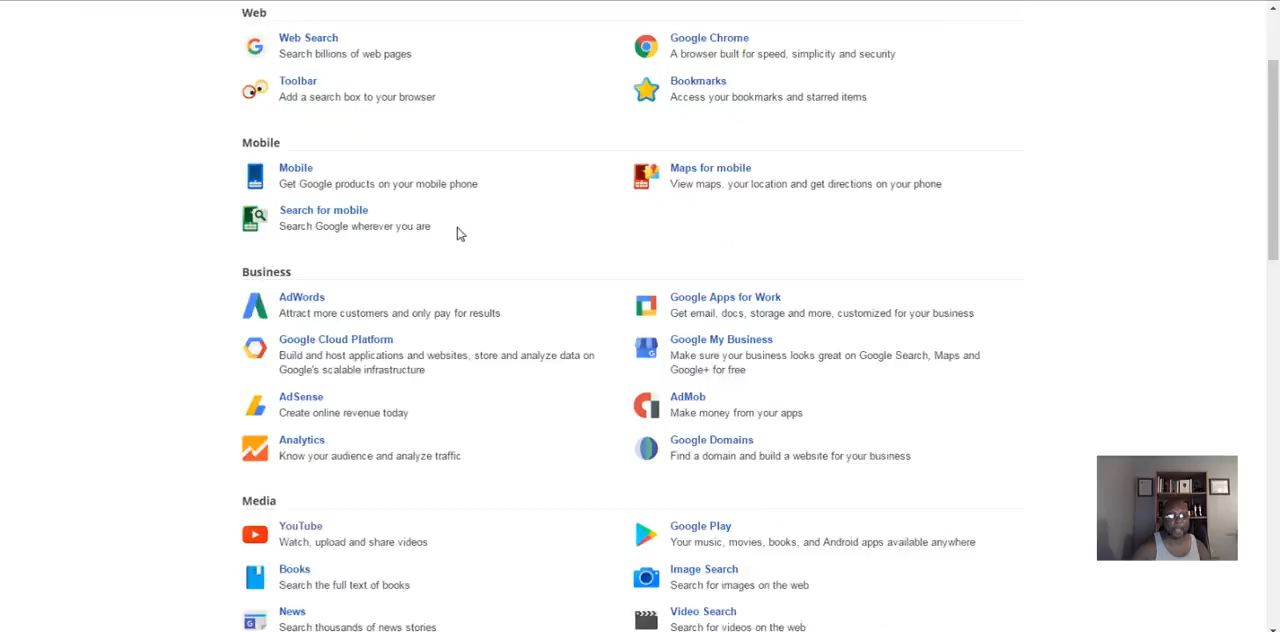 Web
Web Search
Search billions of web pages
Google Chrome
A browser built for speed, simplicity and security
Toolbar
Add a search box to your browser
Bookmarks
Access your bookmarks and starred items
Mobile
Mobile
Get Google products on your mobile phone
Maps for mobile
View maps, your location and get directions on your phone
Search for mobile
Search Google wherever you are
Business
AdWords
Attract more customers and only pay for results
Google Apps for Work
Get email, docs, storage and more, customized for your business
Google Cloud Platform
Build and host applications and websites, store and analyze data on
Google's scalable infrastructure
Google My Business
Make sure your business looks great on Google Search, Maps and
Google+ for free
AdSense
Create online revenue today
AdMob
Make money from your apps
Analytics
Know your audience and analyze traffic
Google Domains
Find a domain and build a website for your business
Media
YouTube
Watch, upload and share videos
Google Play
Your music, movies, books, and Android apps available anywhere
Books
Search the full text of books
Image Search
Search for images on the web
News
Search thousands of news stories
Video Search
Search for videos on the web